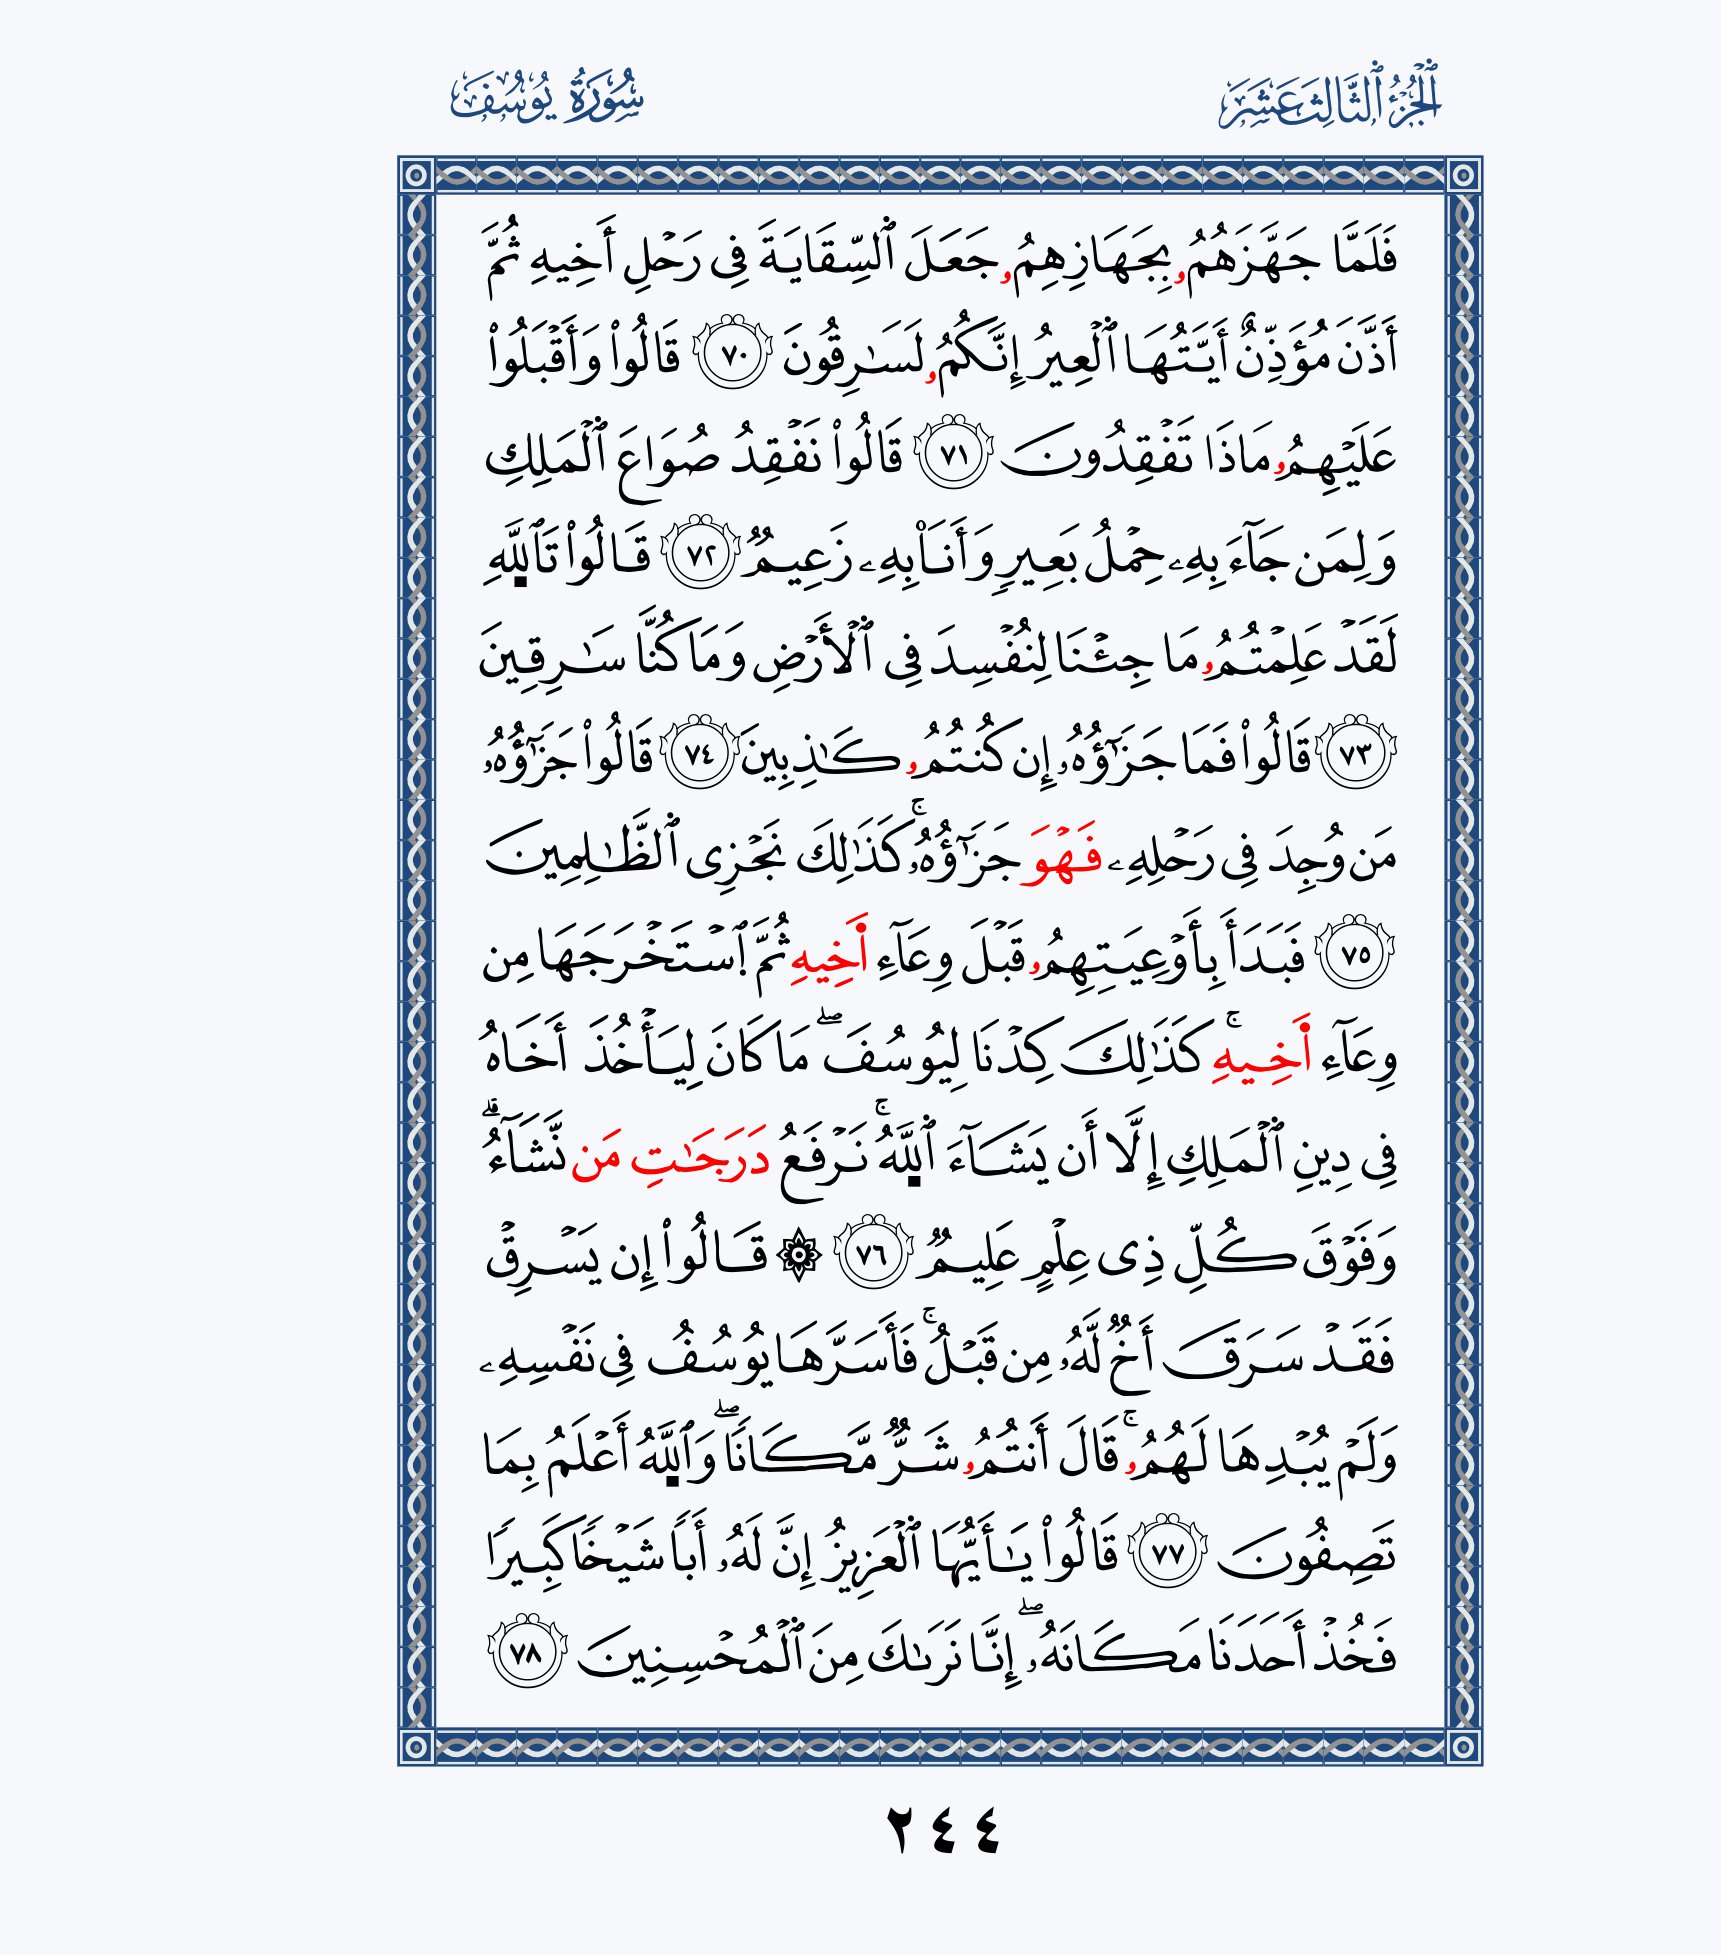 الجُزْءُ ٱلثَّالِثَ عَشَرَ
سُورَةُ يُوسُفَ
فَلَمَّا جَهَّزَهُمُۥ بِجَهَازِهِمُۥ جَعَلَ ٱلسِّقَايَةَ فِى رَحْلِ أَخِيهِ ثُمَّ
أَذَّنَ مُؤَذِّنٌ أَيَّتُهَا ٱلْعِيرُ إِنَّكُمُۥ لَسَٰرِقُونَ ٧٠ قَالُوا۟ وَأَقْبَلُوا۟
عَلَيْهِمُۥ مَاذَا تَفْقِدُونَ ٧١ قَالُوا۟ نَفْقِدُ صُوَاعَ ٱلْمَلِكِ
وَلِمَن جَآءَ بِهِۦ حِمْلُ بَعِيرٍ وَأَنَا۠ بِهِۦ زَعِيمٌ ٧٢ قَالُوا۟ تَٱللَّهِ
لَقَدْ عَلِمْتُمُۥ مَا جِئْنَا لِنُفْسِدَ فِى ٱلْأَرْضِ وَمَا كُنَّا سَٰرِقِينَ
٧٣ قَالُوا۟ فَمَا جَزَٰٓؤُهُۥ إِن كُنتُمُۥ كَٰذِبِينَ ٧٤ قَالُوا۟ جَزَٰٓؤُهُۥ
مَن وُجِدَ فِى رَحْلِهِۦ فَهْوَ جَزَٰٓؤُهُۥ ۚ كَذَٰلِكَ نَجْزِى ٱلظَّٰلِمِينَ
٧٥ فَبَدَأَ بِأَوْعِيَتِهِمُۥ قَبْلَ وِعَآءِ اَ۬خِيهِ ثُمَّ ٱسْتَخْرَجَهَا مِن
وِعَآءِ اَ۬خِيهِ ۚ كَذَٰلِكَ كِدْنَا لِيُوسُفَ ۖ مَا كَانَ لِيَأْخُذَ أَخَاهُ
فِى دِينِ ٱلْمَلِكِ إِلَّآ أَن يَشَآءَ ٱللَّهُ ۚ نَرْفَعُ دَرَجَٰتِ مَن نَّشَآءُ ۗ
وَفَوْقَ كُلِّ ذِى عِلْمٍ عَلِيمٌ ٧٦ ۞ قَالُوا۟ إِن يَسْرِقْ
فَقَدْ سَرَقَ أَخٌ لَّهُۥ مِن قَبْلُ ۚ فَأَسَرَّهَا يُوسُفُ فِى نَفْسِهِۦ
وَلَمْ يُبْدِهَا لَهُمُۥ ۚ قَالَ أَنتُمُۥ شَرٌّ مَّكَانًا ۖ وَٱللَّهُ أَعْلَمُ بِمَا
تَصِفُونَ ٧٧ قَالُوا۟ يَٰٓأَيُّهَا ٱلْعَزِيزُ إِنَّ لَهُۥ أَبًا شَيْخًا كَبِيرًا
فَخُذْ أَحَدَنَا مَكَانَهُۥ ۖ إِنَّا نَرَىٰكَ مِنَ ٱلْمُحْسِنِينَ ٧٨
٢٤٤